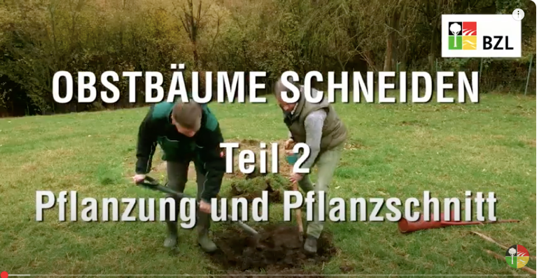 BZL
OBSTBÄUME SCHNEIDEN
Teil 2
Pflanzung und Pflanzschnitt